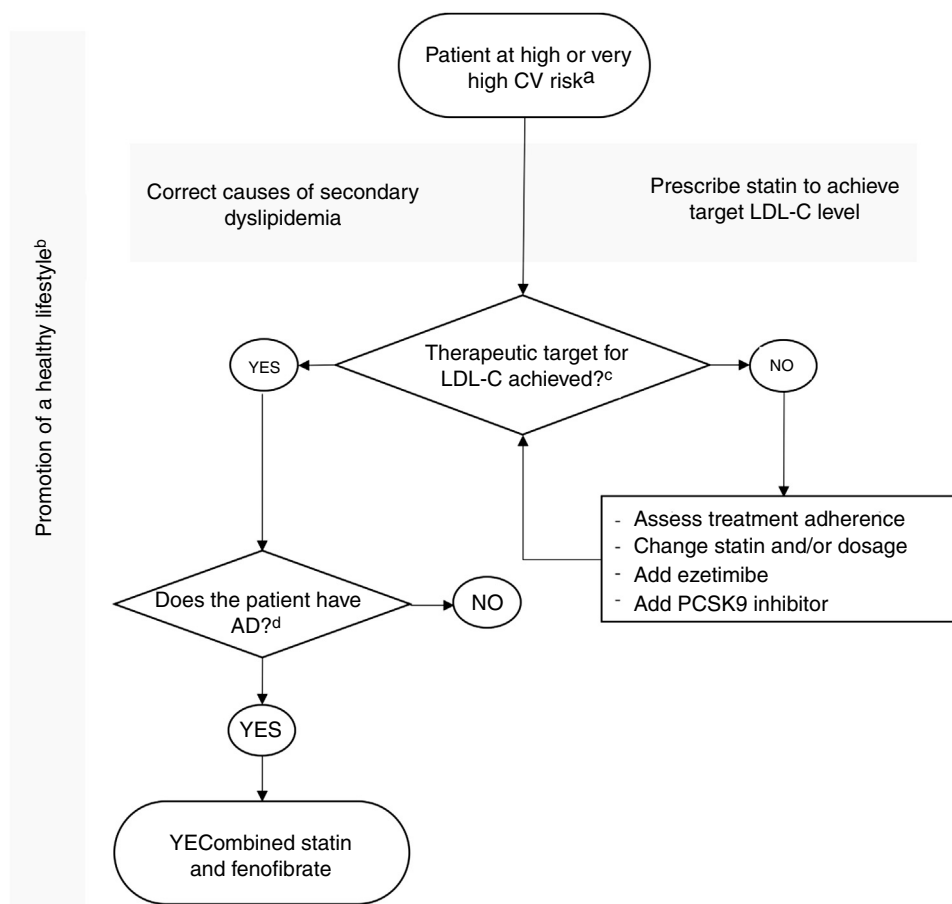 Patient at high or very
high CV riskᵃ
Correct causes of secondary
dyslipidemia
Prescribe statin to achieve
target LDL-C level
Promotion of a healthy lifestyleᵇ
Therapeutic target for
LDL-C achieved?ᶜ
YES
NO
- Assess treatment adherence
- Change statin and/or dosage
- Add ezetimibe
- Add PCSK9 inhibitor
Does the patient have
AD?ᵈ
NO
YES
YECombined statin
and fenofibrate